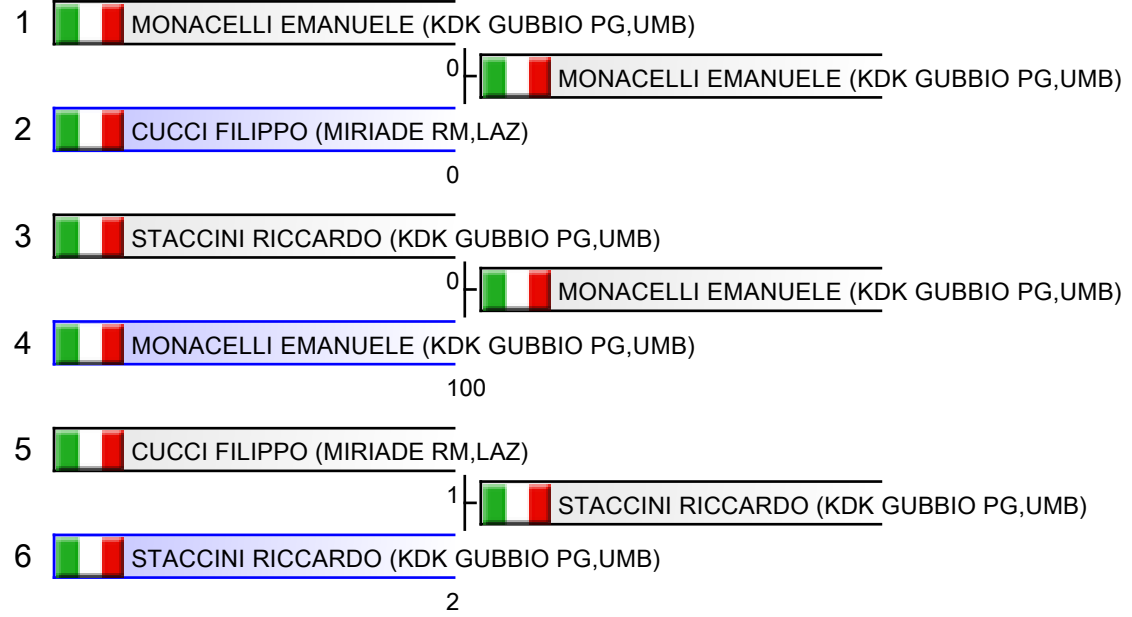 1 MONACELLI EMANUELE (KDK GUBBIO PG,UMB)
0 MONACELLI EMANUELE (KDK GUBBIO PG,UMB)
2 CUCCI FILIPPO (MIRIADE RM,LAZ)
0
3 STACCINI RICCARDO (KDK GUBBIO PG,UMB)
0 MONACELLI EMANUELE (KDK GUBBIO PG,UMB)
4 MONACELLI EMANUELE (KDK GUBBIO PG,UMB)
100
5 CUCCI FILIPPO (MIRIADE RM,LAZ)
1 STACCINI RICCARDO (KDK GUBBIO PG,UMB)
6 STACCINI RICCARDO (KDK GUBBIO PG,UMB)
2